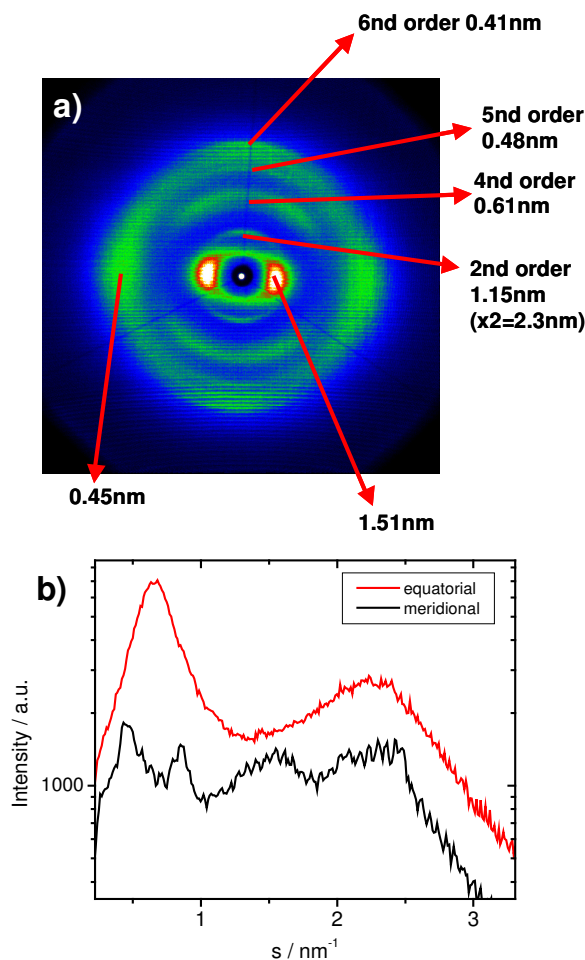 6nd order 0.41nm
a)
5nd order
0.48nm
4nd order
0.61nm
2nd order
1.15nm
(x2=2.3nm)
0.45nm
1.51nm
b)
equatorial
meridional
Intensity / a.u.
1000
1
2
3
s / nm⁻¹